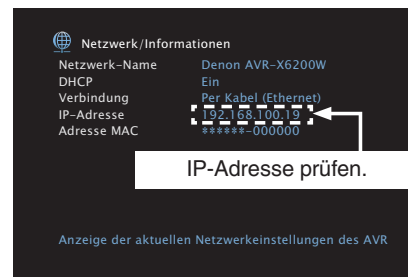 Netzwerk/Informationen
Netzwerk-Name Denon AVR-X6200W
DHCP Ein
Verbindung Per Kabel (Ethernet)
IP-Adresse 192.168.100.19
Adresse MAC ******-000000
IP-Adresse prüfen.
Anzeige der aktuellen Netzwerkeinstellungen des AVR